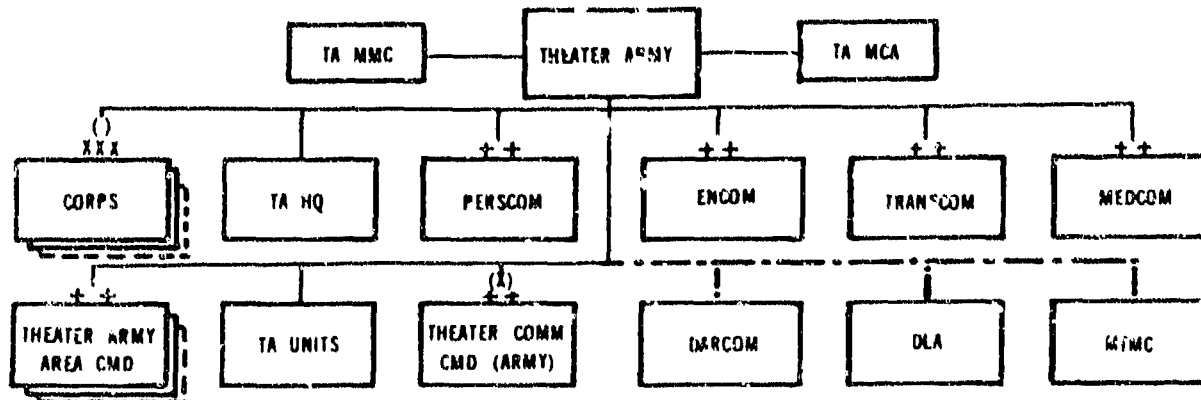 TA MMC
THEATER ARMY
TA MCA
( )
XXX
++
++
++
++
CORPS
TA HQ
PERSCOM
ENCOM
TRANSCOM
MEDCOM
++
(X)
++
THEATER ARMY
AREA CMD
TA UNITS
THEATER COMM
CMD (ARMY)
DARCOM
DLA
MTMC